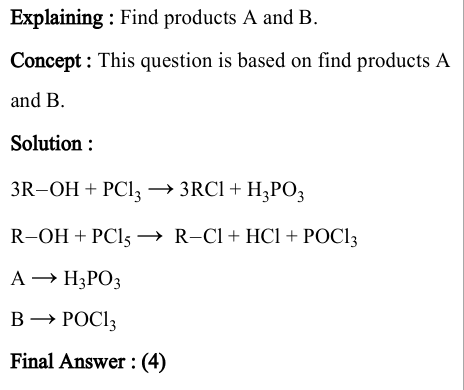 Explaining : Find products A and B.
Concept : This question is based on find products A
and B.
Solution :
3R–OH + PCl₃ ⟶ 3RCl + H₃PO₃
R–OH + PCl₅ ⟶ R–Cl + HCl + POCl₃
A ⟶ H₃PO₃
B ⟶ POCl₃
Final Answer : (4)